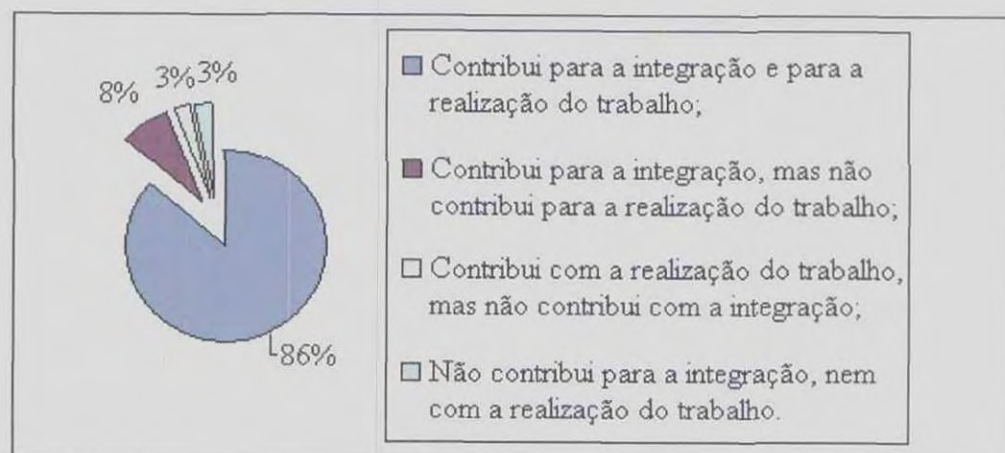 8% 3% 3%
86%
Contribui para a integração e para a
realização do trabalho;
Contribui para a integração, mas não
contribui para a realização do trabalho;
Contribui com a realização do trabalho,
mas não contribui com a integração;
Não contribui para a integração, nem
com a realização do trabalho.